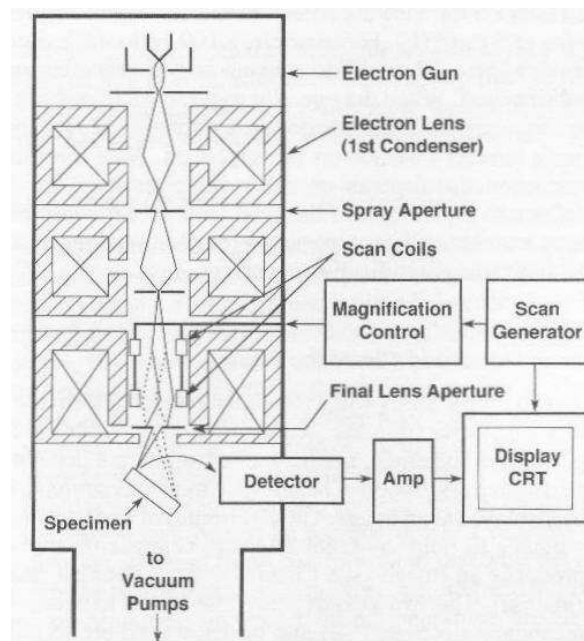 Electron Gun
Electron Lens
(1st Condenser)
Spray Aperture
Scan Coils
Magnification
Control
Scan
Generator
Final Lens Aperture
Display
CRT
Detector
Amp
Specimen
to
Vacuum
Pumps